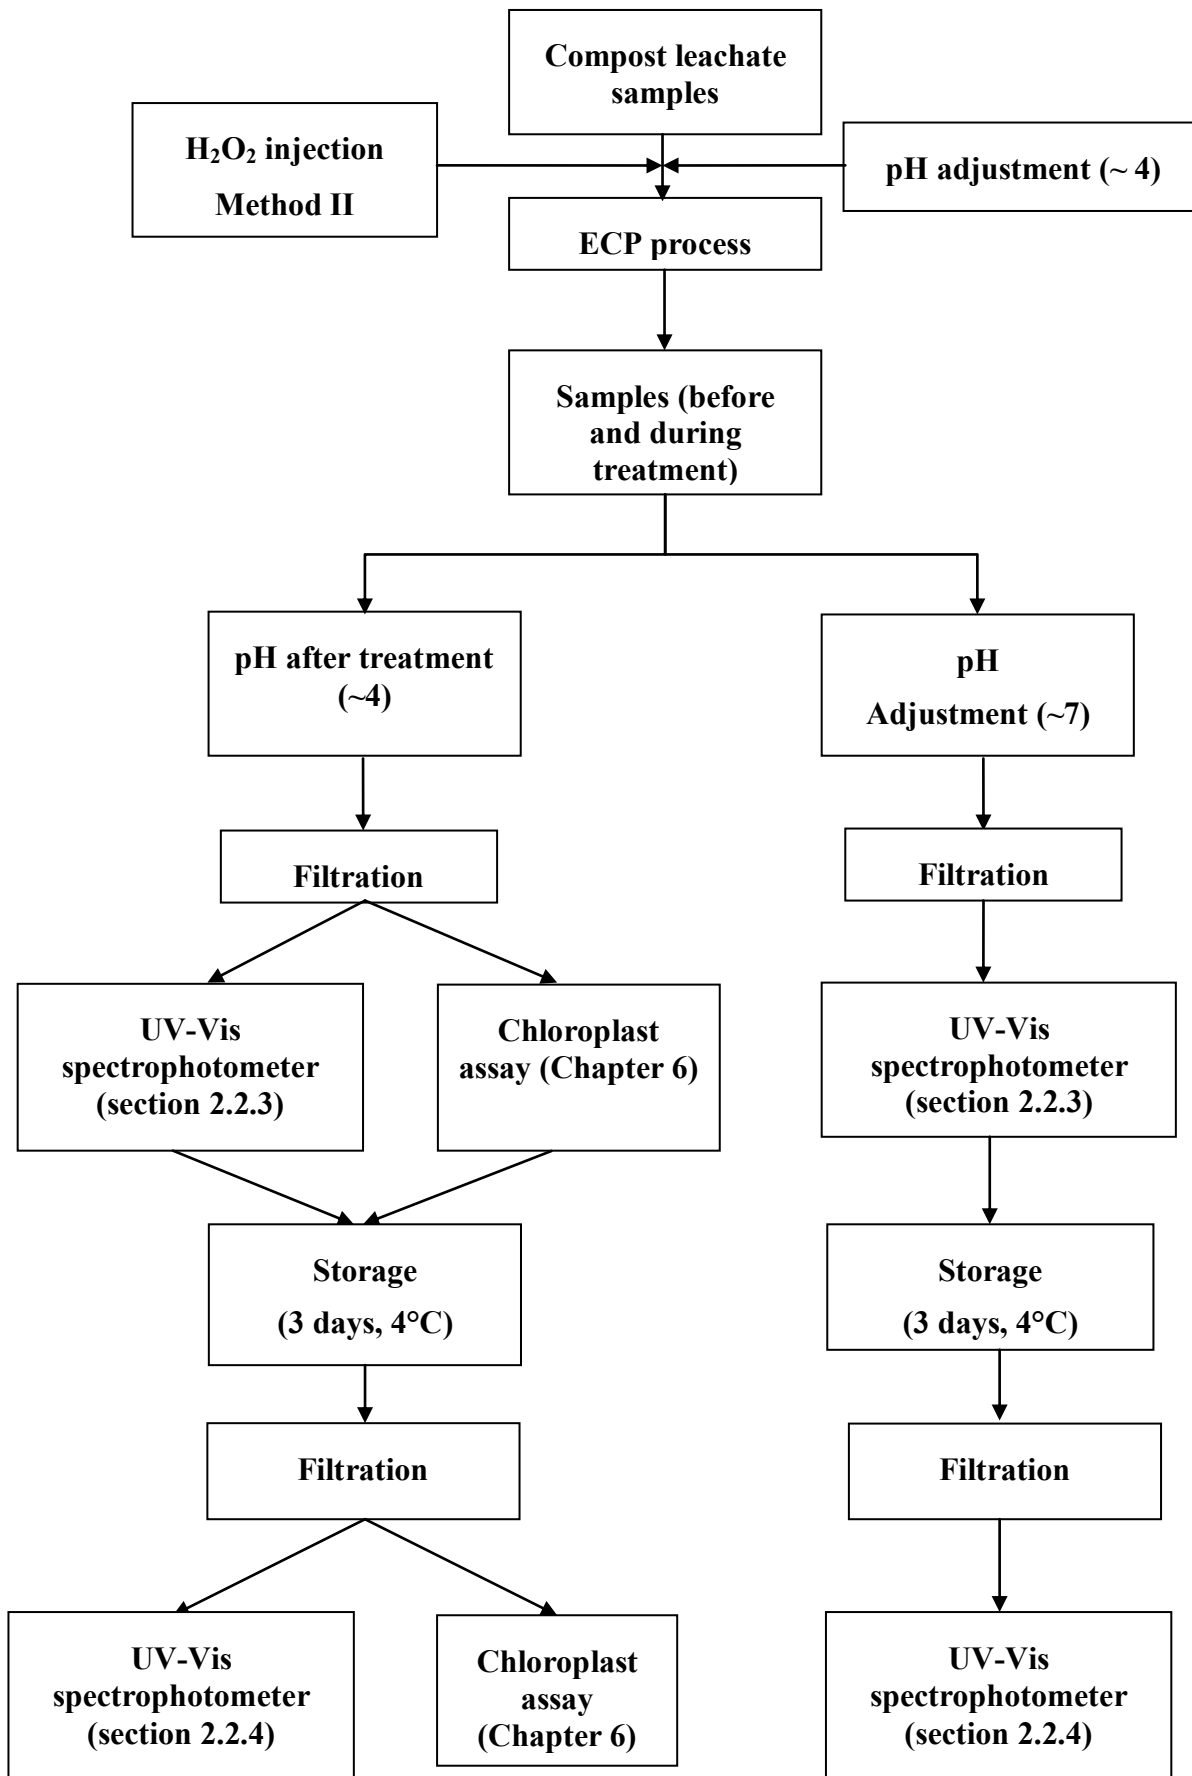 Compost leachate
samples
H₂O₂ injection
Method II
pH adjustment (~ 4)
ECP process
Samples (before
and during
treatment)
pH after treatment
(~4)
pH
Adjustment (~7)
Filtration
Filtration
UV-Vis
spectrophotometer
(section 2.2.3)
Chloroplast
assay (Chapter 6)
UV-Vis
spectrophotometer
(section 2.2.3)
Storage
(3 days, 4°C)
Storage
(3 days, 4°C)
Filtration
Filtration
UV-Vis
spectrophotometer
(section 2.2.4)
Chloroplast
assay
(Chapter 6)
UV-Vis
spectrophotometer
(section 2.2.4)